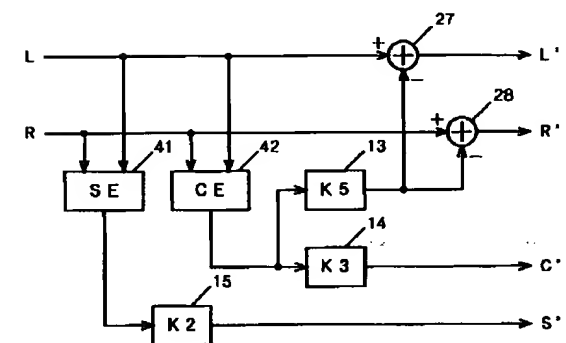 27
+
L
+
L'
−
28
+
R
+
R'
−
41
42
13
SE
CE
K5
14
K3
C'
15
K2
S'